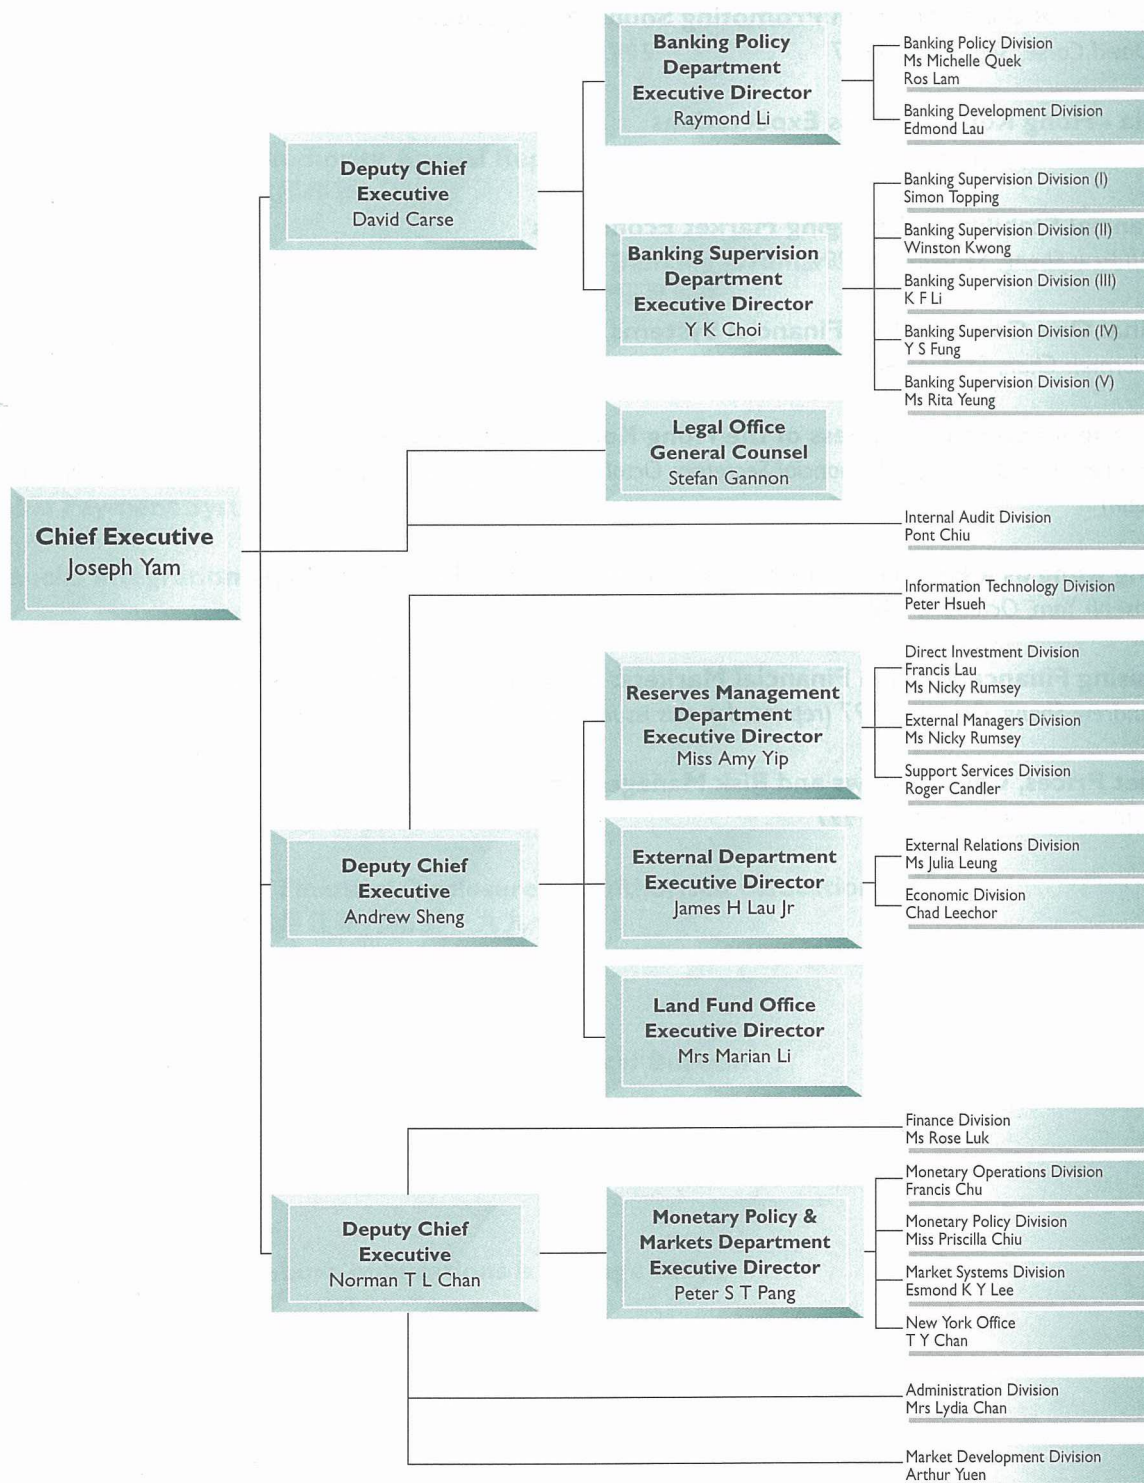 Banking Policy
Department
Executive Director
Raymond Li
Banking Policy Division
Ms Michelle Quek
Ros Lam
Banking Development Division
Edmond Lau
Deputy Chief
Executive
David Carse
Banking Supervision
Department
Executive Director
Y K Choi
Banking Supervision Division (I)
Simon Topping
Banking Supervision Division (II)
Winston Kwong
Banking Supervision Division (III)
K F Li
Banking Supervision Division (IV)
Y S Fung
Banking Supervision Division (V)
Ms Rita Yeung
Legal Office
General Counsel
Stefan Gannon
Chief Executive
Joseph Yam
Internal Audit Division
Pont Chiu
Information Technology Division
Peter Hsueh
Reserves Management
Department
Executive Director
Miss Amy Yip
Direct Investment Division
Francis Lau
Ms Nicky Rumsey
External Managers Division
Ms Nicky Rumsey
Support Services Division
Roger Candler
Deputy Chief
Executive
Andrew Sheng
External Department
Executive Director
James H Lau Jr
External Relations Division
Ms Julia Leung
Economic Division
Chad Leechor
Land Fund Office
Executive Director
Mrs Marian Li
Finance Division
Ms Rose Luk
Deputy Chief
Executive
Norman T L Chan
Monetary Policy &
Markets Department
Executive Director
Peter S T Pang
Monetary Operations Division
Francis Chu
Monetary Policy Division
Miss Priscilla Chiu
Market Systems Division
Esmond K Y Lee
New York Office
T Y Chan
Administration Division
Mrs Lydia Chan
Market Development Division
Arthur Yuen